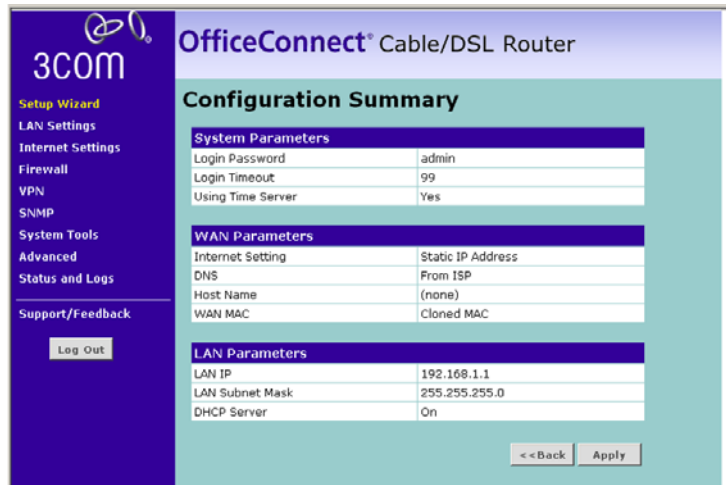 3COM
OfficeConnect® Cable/DSL Router
Setup Wizard
LAN Settings
Internet Settings
Firewall
VPN
SNMP
System Tools
Advanced
Status and Logs
Support/Feedback
Log Out
Configuration Summary
System Parameters
Login Password admin
Login Timeout 99
Using Time Server Yes
WAN Parameters
Internet Setting Static IP Address
DNS From ISP
Host Name (none)
WAN MAC Cloned MAC
LAN Parameters
LAN IP 192.168.1.1
LAN Subnet Mask 255.255.255.0
DHCP Server On
<<Back Apply